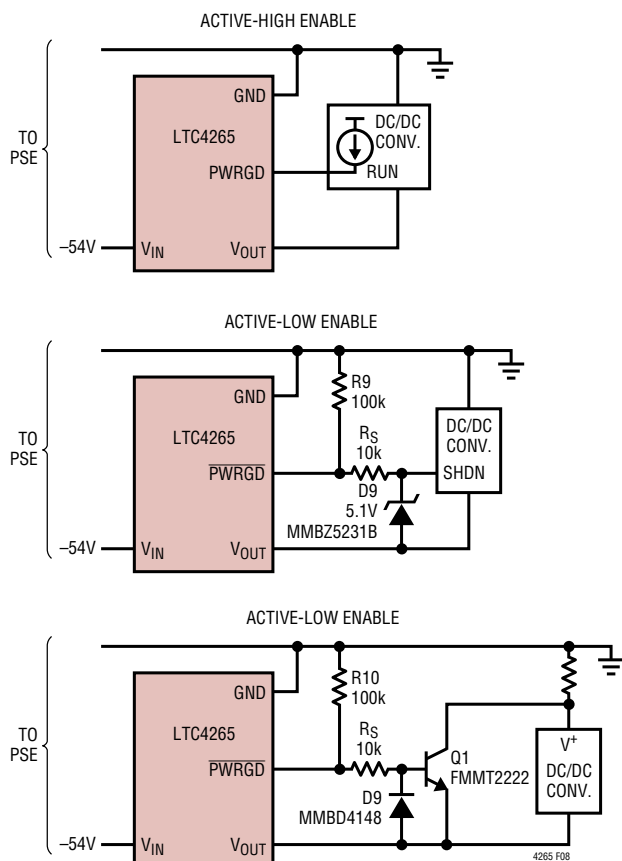 ACTIVE-HIGH ENABLE
TO
PSE
GND
LTC4265
PWRGD
DC/DC
CONV.
RUN
–54V
VIN
VOUT
ACTIVE-LOW ENABLE
TO
PSE
GND
LTC4265
PWRGD
R9
100k
RS
10k
D9
5.1V
MMBZ5231B
DC/DC
CONV.
SHDN
–54V
VIN
VOUT
ACTIVE-LOW ENABLE
TO
PSE
GND
LTC4265
PWRGD
R10
100k
RS
10k
D9
MMBD4148
Q1
FMMT2222
V+
DC/DC
CONV.
–54V
VIN
VOUT
4265 F08